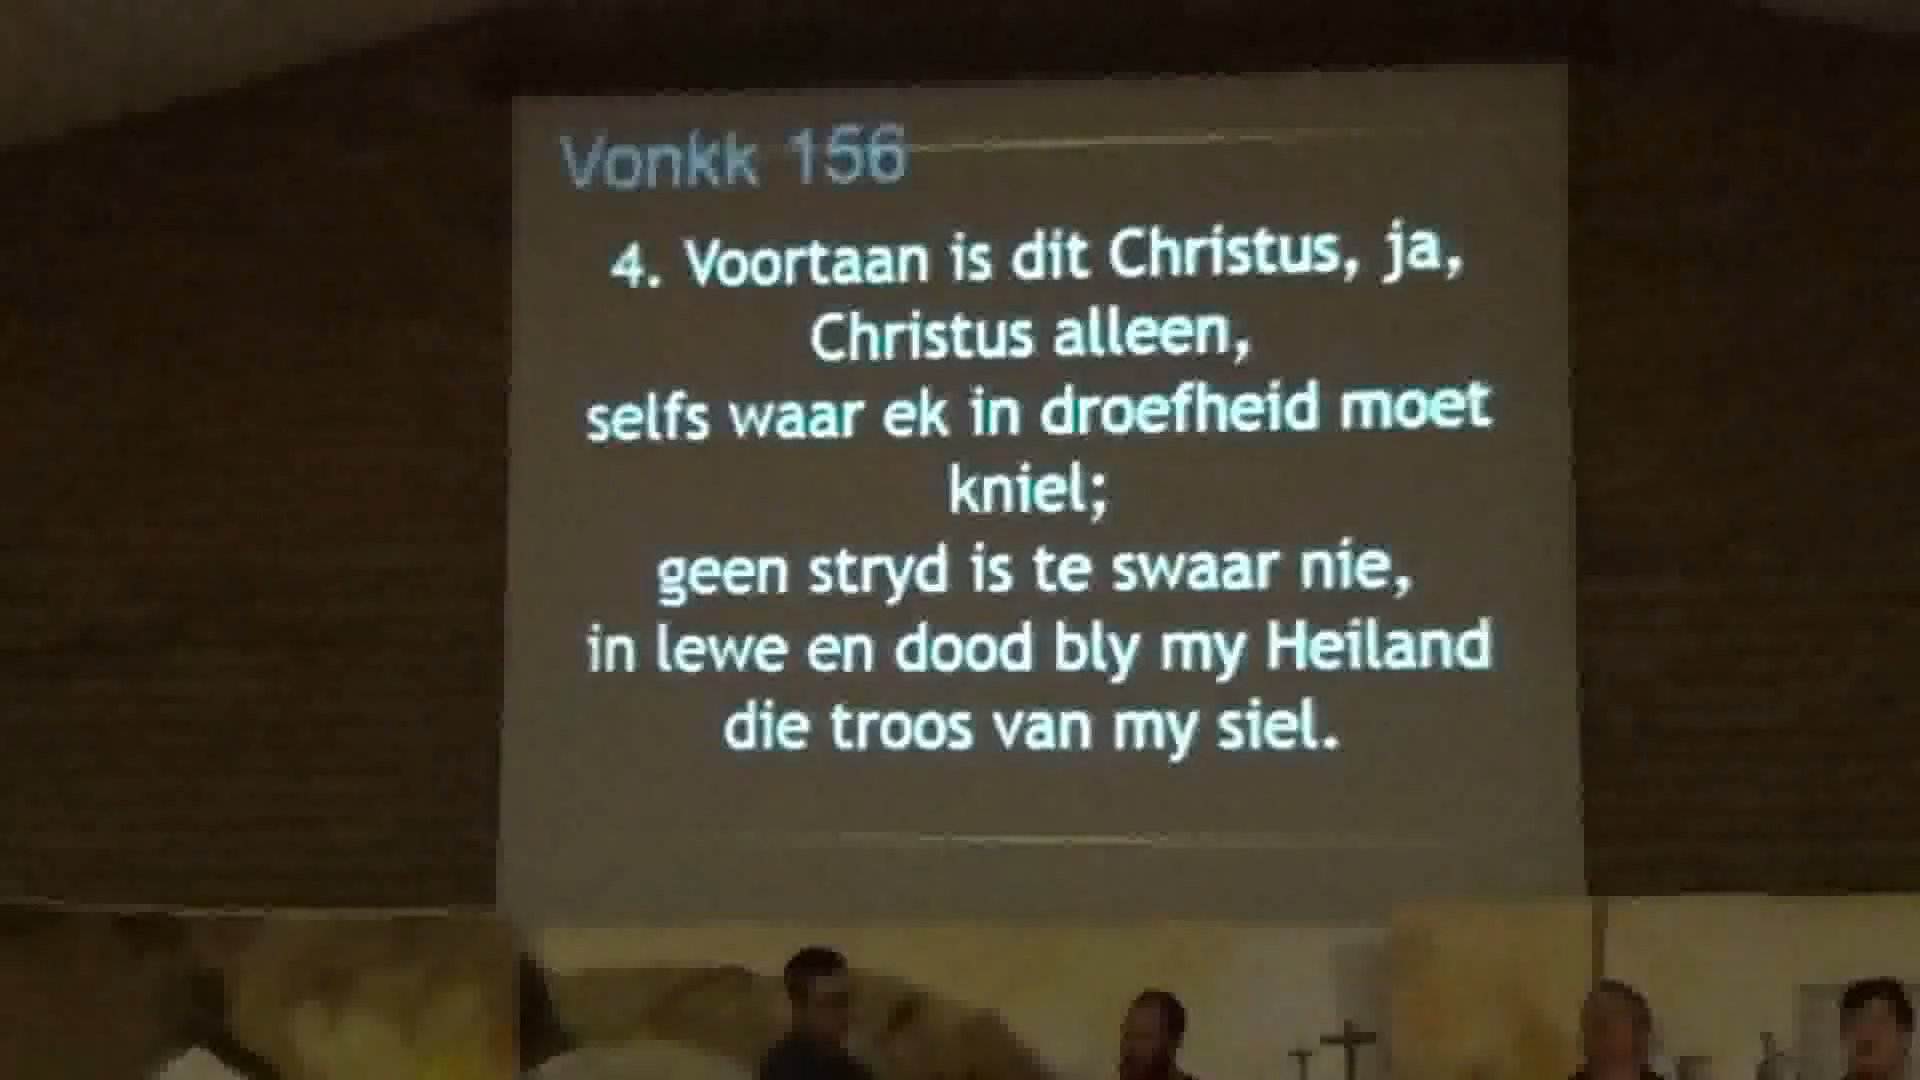 Vonkk 156
4. Voortaan is dit Christus, ja,
Christus alleen,
selfs waar ek in droefheid moet
kniel;
geen stryd is te swaar nie,
in lewe en dood bly my Heiland
die troos van my siel.